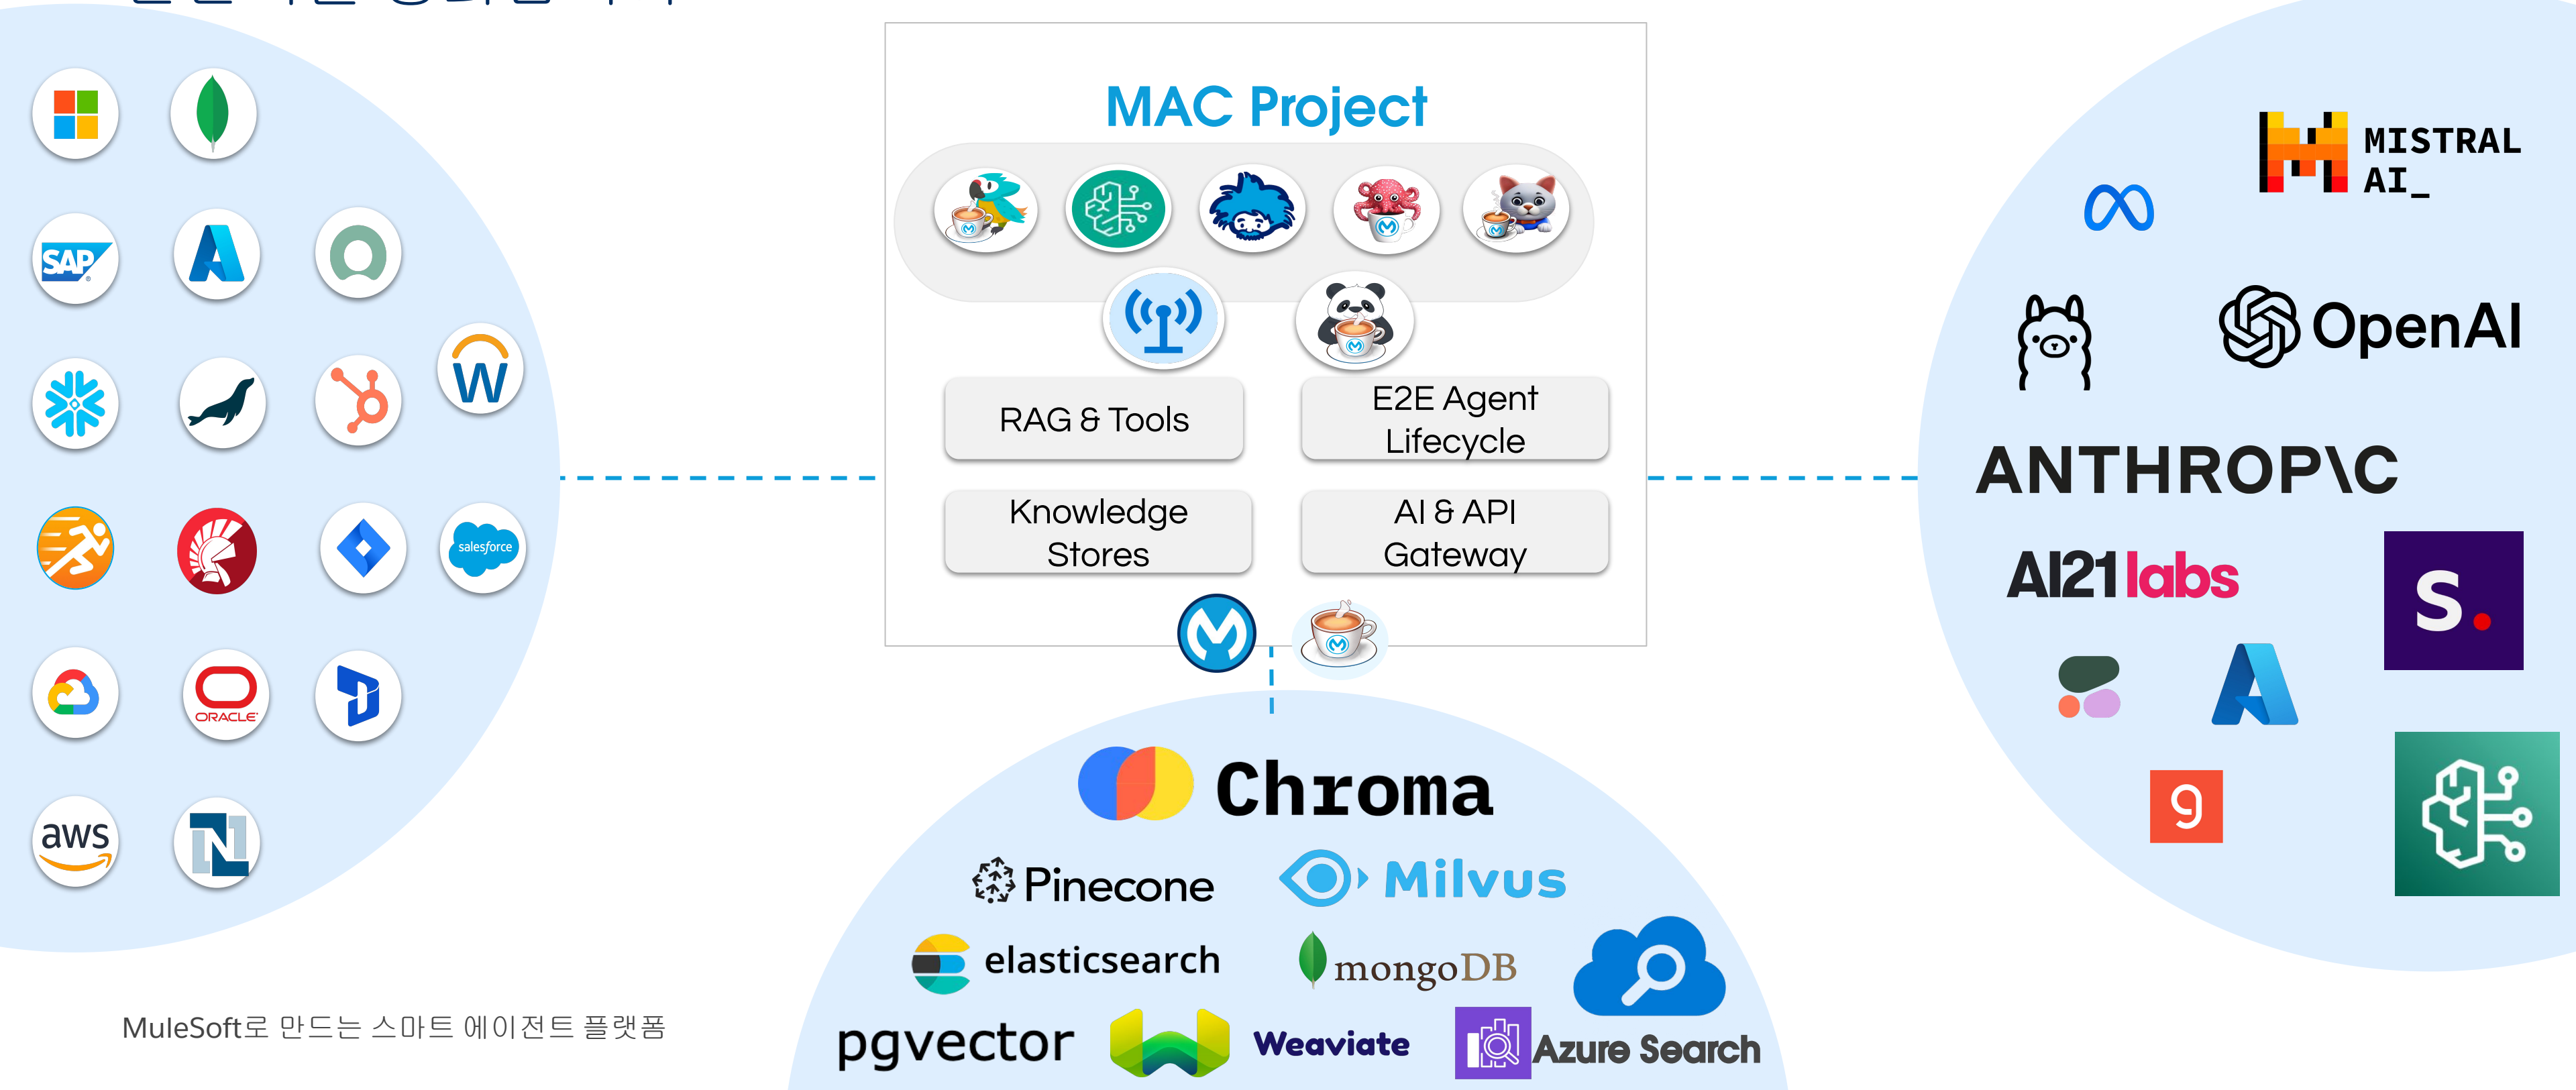 MAC Project
RAG & Tools
E2E Agent
Lifecycle
Knowledge
Stores
AI & API
Gateway
SAP
W
salesforce
ORACLE
aws
N
MISTRAL
AI_
OpenAI
ANTHROP\C
AI21 labs
S.
g
Chroma
Pinecone
Milvus
elasticsearch
mongoDB
pgvector
Weaviate
Azure Search
MuleSoft로 만드는 스마트 에이전트 플랫폼